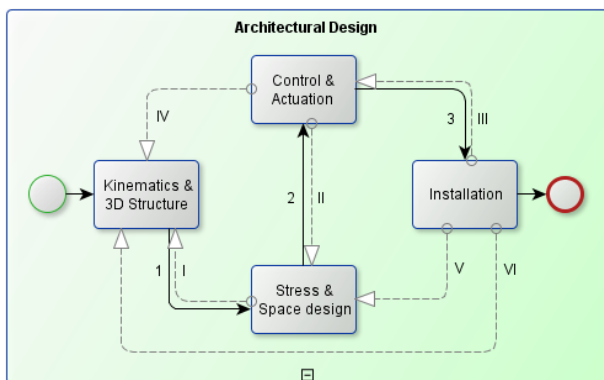 Architectural Design
Control &
Actuation
IV
3
III
Kinematics &
3D Structure
2
II
Installation
1
I
V
VI
Stress &
Space design